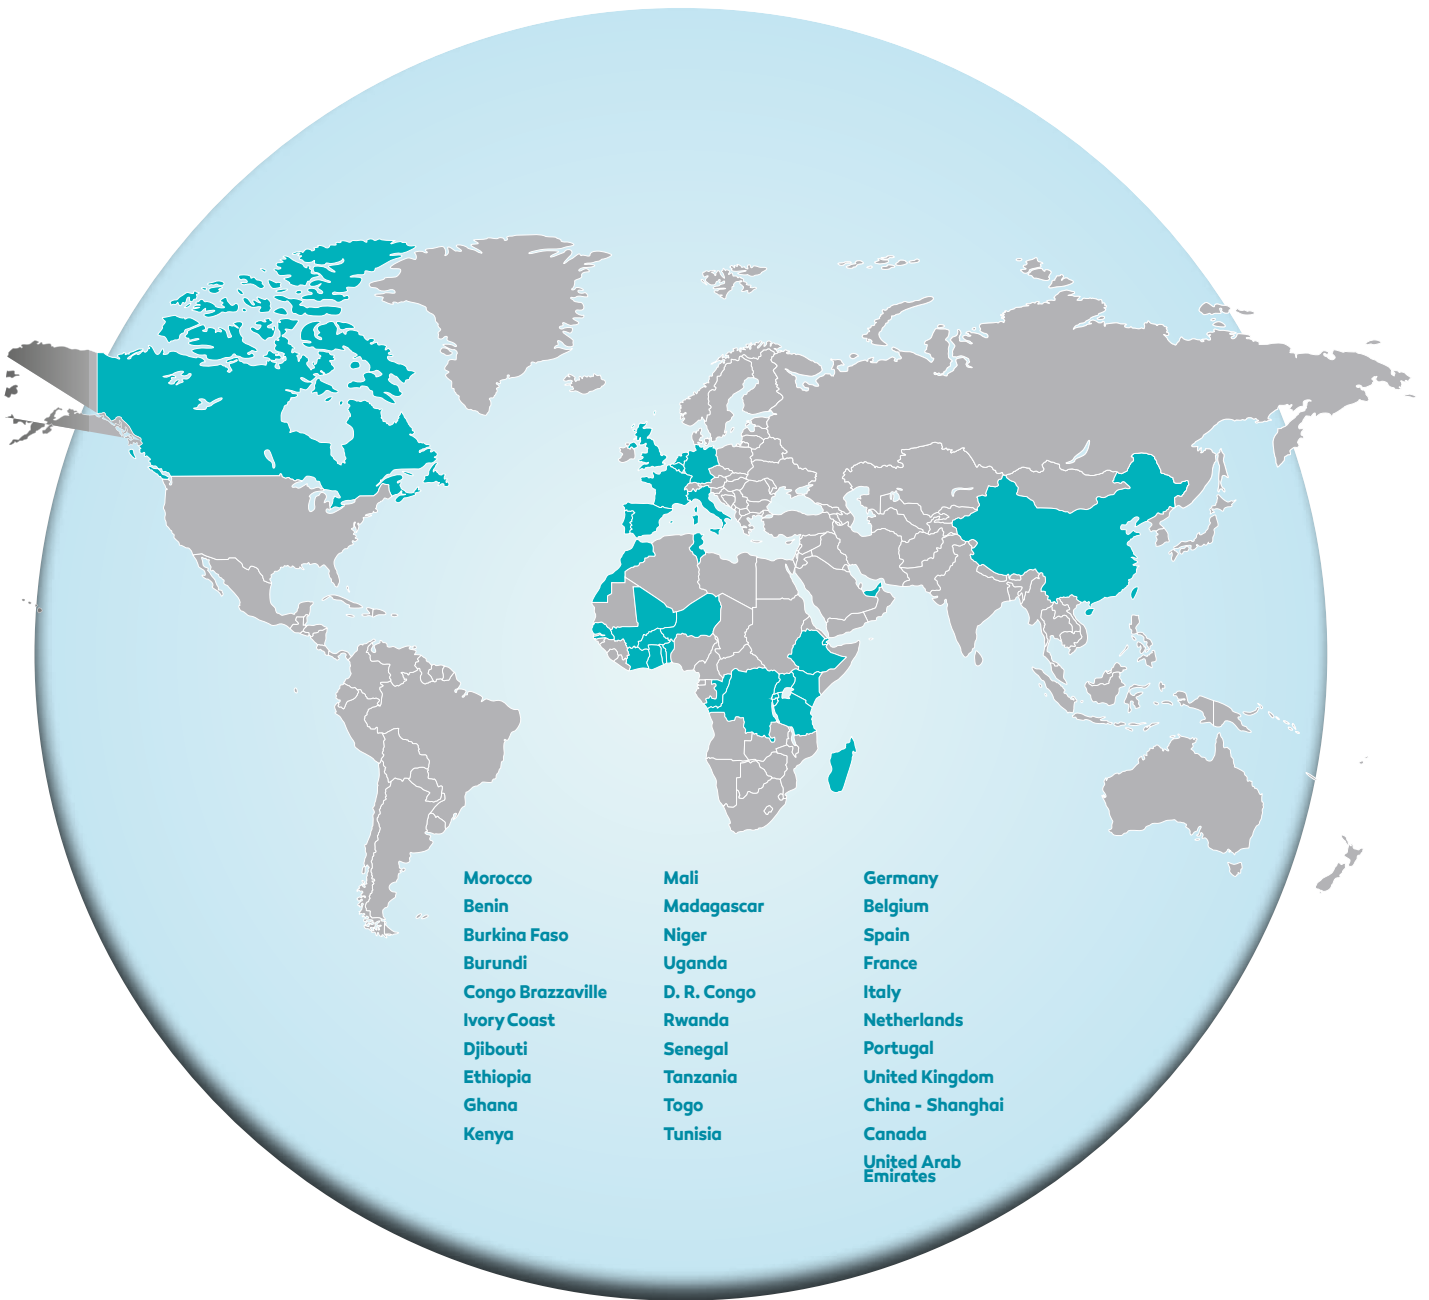 Morocco
Benin
Burkina Faso
Burundi
Congo Brazzaville
Ivory Coast
Djibouti
Ethiopia
Ghana
Kenya
Mali
Madagascar
Niger
Uganda
D. R. Congo
Rwanda
Senegal
Tanzania
Togo
Tunisia
Germany
Belgium
Spain
France
Italy
Netherlands
Portugal
United Kingdom
China - Shanghai
Canada
United Arab
Emirates